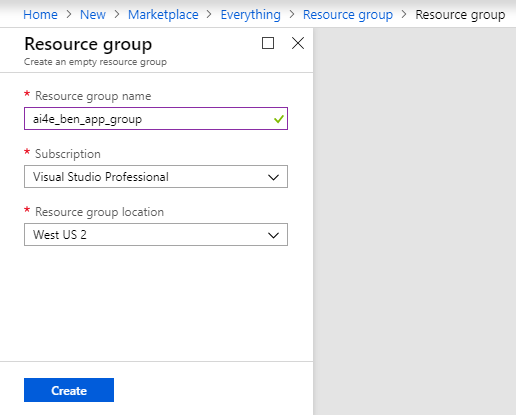 Home > New > Marketplace > Everything > Resource group > Resource group
Resource group
Create an empty resource group
* Resource group name
ai4e_ben_app_group
* Subscription
Visual Studio Professional
* Resource group location
West US 2
Create